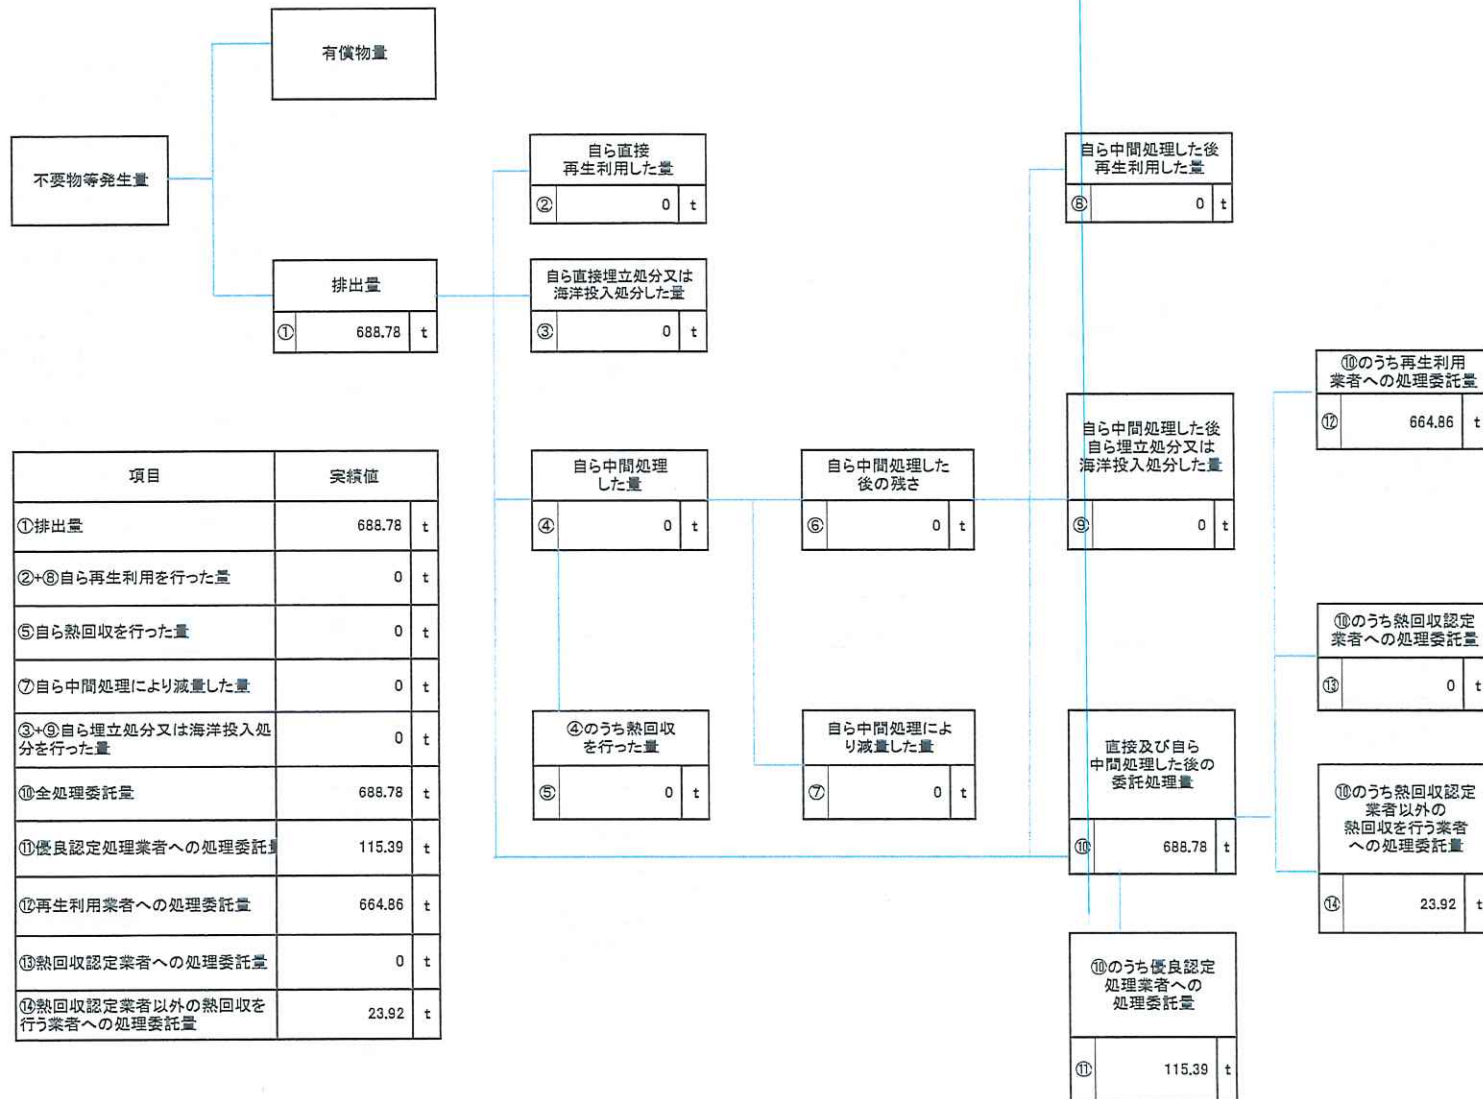 有償物量
不要物等発生量
排出量
① 688.78 t
自ら直接
再生利用した量
② 0 t
自ら直接埋立処分又は
海洋投入処分した量
③ 0 t
自ら中間処理した後
再生利用した量
⑧ 0 t
自ら中間処理
した量
④ 0 t
自ら中間処理した
後の残さ
⑥ 0 t
自ら中間処理した後
自ら埋立処分又は
海洋投入処分した量
⑨ 0 t
⑩のうち再生利用
業者への処理委託量
⑫ 664.86 t
⑩のうち熱回収認定
業者への処理委託量
⑬ 0 t
④のうち熱回収
を行った量
⑤ 0 t
自ら中間処理によ
り減量した量
⑦ 0 t
直接及び自ら
中間処理した後の
委託処理量
⑩ 688.78 t
⑩のうち熱回収認定
業者以外の
熱回収を行う業者
への処理委託量
⑭ 23.92 t
⑩のうち優良認定
処理業者への
処理委託量
⑪ 115.39 t
項目 実績値
①排出量 688.78 t
②+⑧自ら再生利用を行った量 0 t
⑤自ら熱回収を行った量 0 t
⑦自ら中間処理により減量した量 0 t
③+⑨自ら埋立処分又は海洋投入処
分を行った量 0 t
⑩全処理委託量 688.78 t
⑪優良認定処理業者への処理委託量 115.39 t
⑫再生利用業者への処理委託量 664.86 t
⑬熱回収認定業者への処理委託量 0 t
⑭熱回収認定業者以外の熱回収を
行う業者への処理委託量 23.92 t